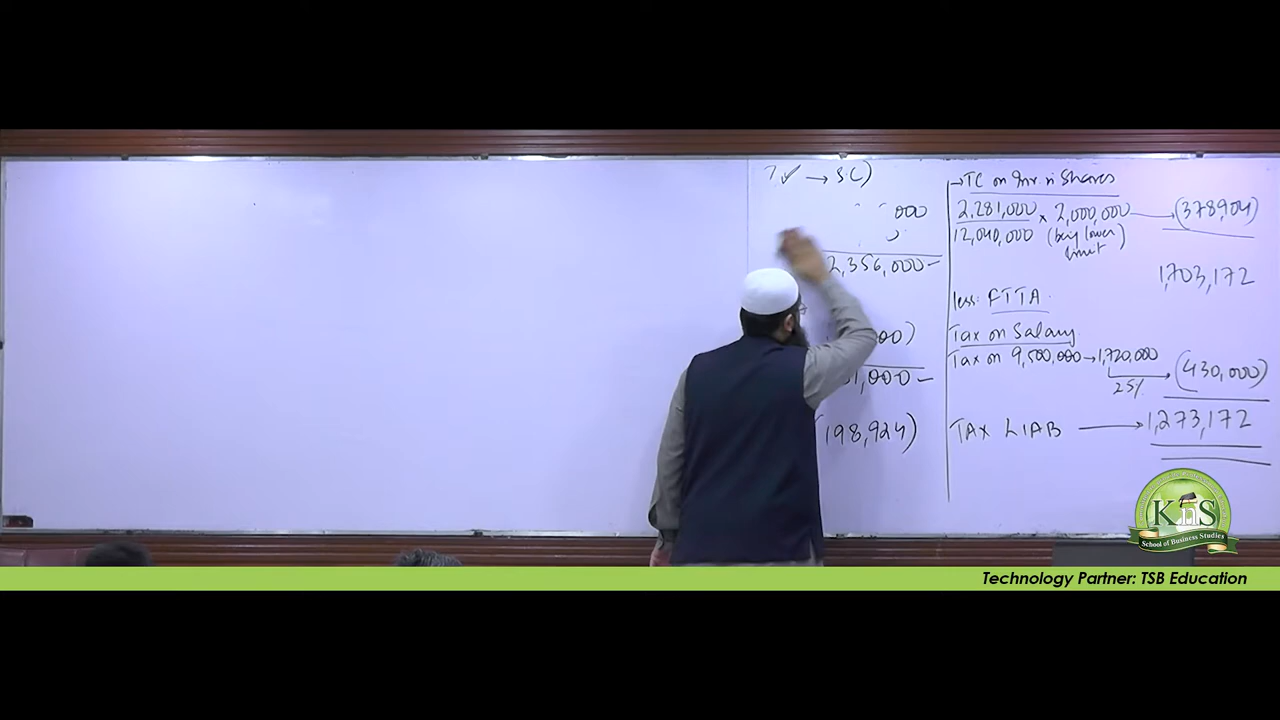 → SC)
000
2,356,000-
00)
1,000-
198,924)
→TC on Inv. in Shares
2,281,000 × 2,000,000 → (378,904)
12,040,000 (being lower limit)
1,703,172
less: FTTA.
Tax on Salary
Tax on 9,500,000 → 1,720,000
25% → (430,000)
TAX LIAB → 1,273,172
KnS
School of Business Studies
Technology Partner: TSB Education